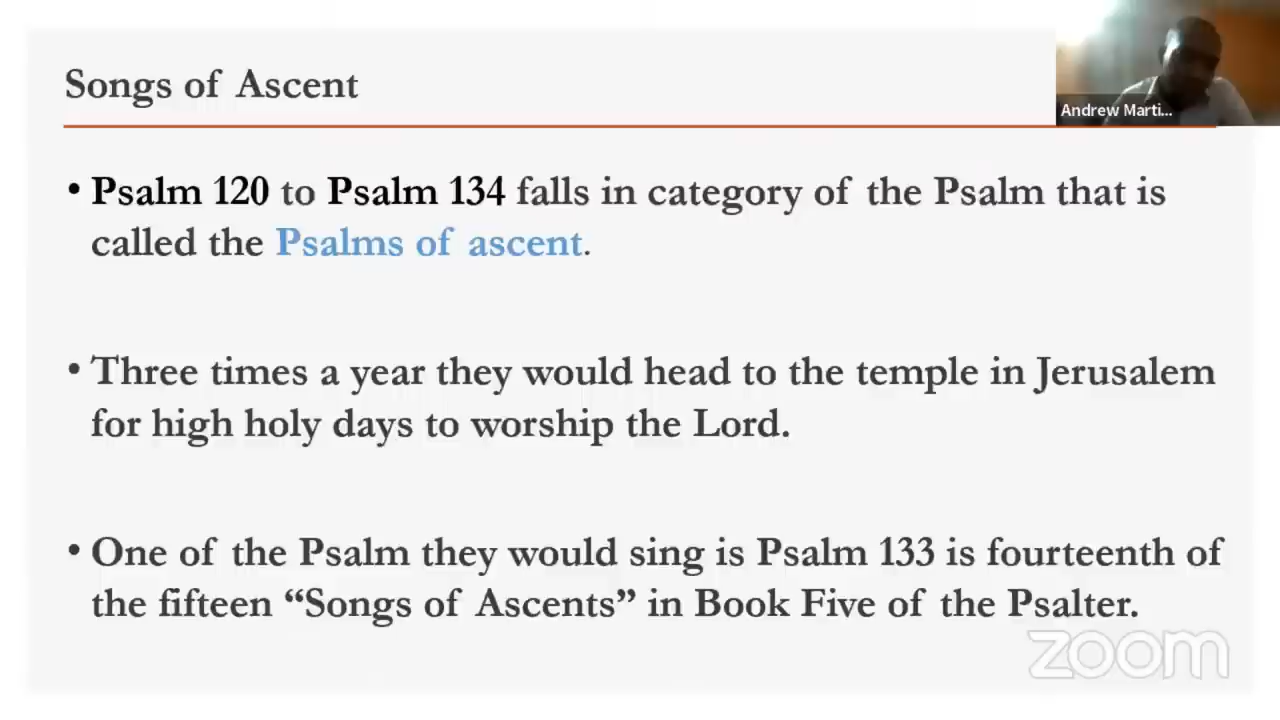 Songs of Ascent
Andrew Marti...
• Psalm 120 to Psalm 134 falls in category of the Psalm that is
called the Psalms of ascent.
• Three times a year they would head to the temple in Jerusalem
for high holy days to worship the Lord.
• One of the Psalm they would sing is Psalm 133 is fourteenth of
the fifteen “Songs of Ascents” in Book Five of the Psalter.
zoom